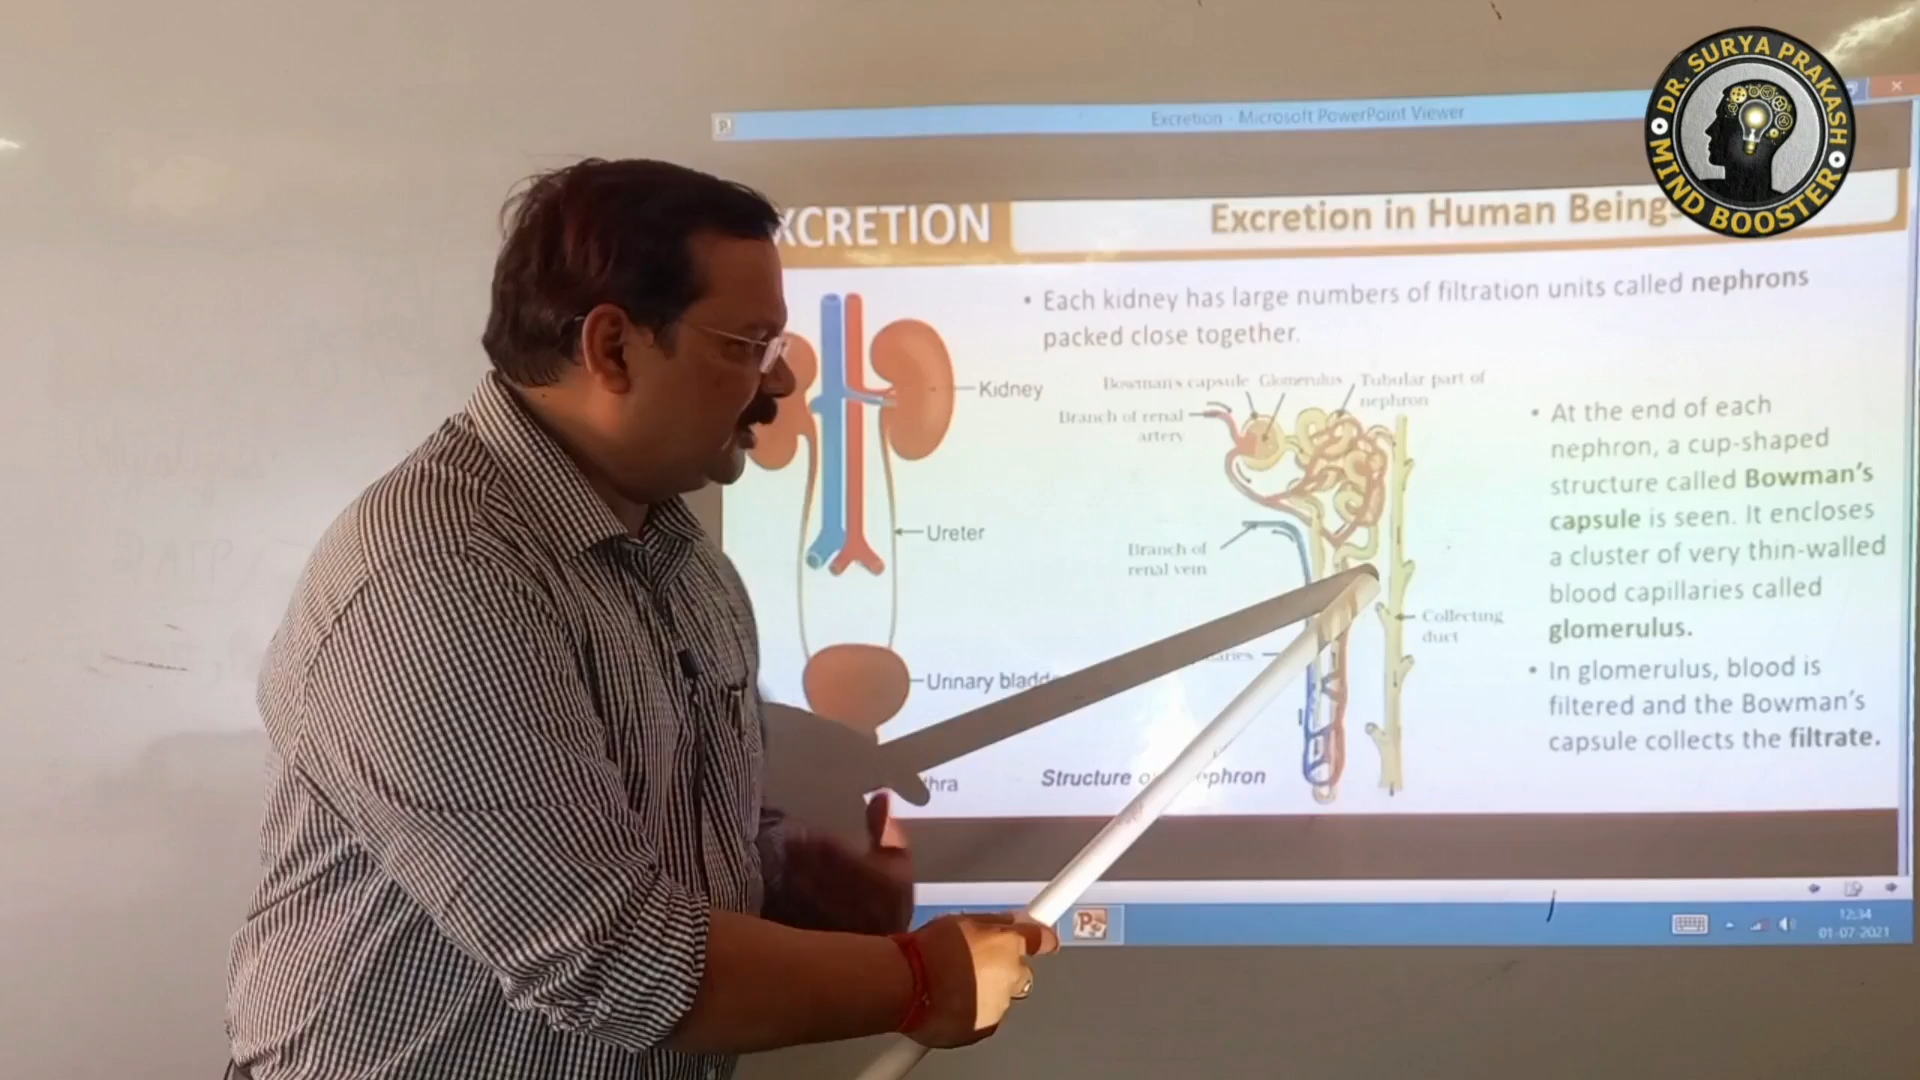 DR. SURYA PRAKASH
MIND BOOSTER
Excretion - Microsoft PowerPoint Viewer
XCRETION
Excretion in Human Beings
• Each kidney has large numbers of filtration units called nephrons
packed close together.
Kidney
Ureter
Urinary bladd
thra
Bowman's capsule
Glomerulus
Tubular part of
nephron
Branch of renal
artery
Branch of
renal vein
Collecting
duct
aries
Structure o
ephron
• At the end of each
nephron, a cup-shaped
structure called Bowman's
capsule is seen. It encloses
a cluster of very thin-walled
blood capillaries called
glomerulus.
• In glomerulus, blood is
filtered and the Bowman's
capsule collects the filtrate.
12:34
01-07-2021